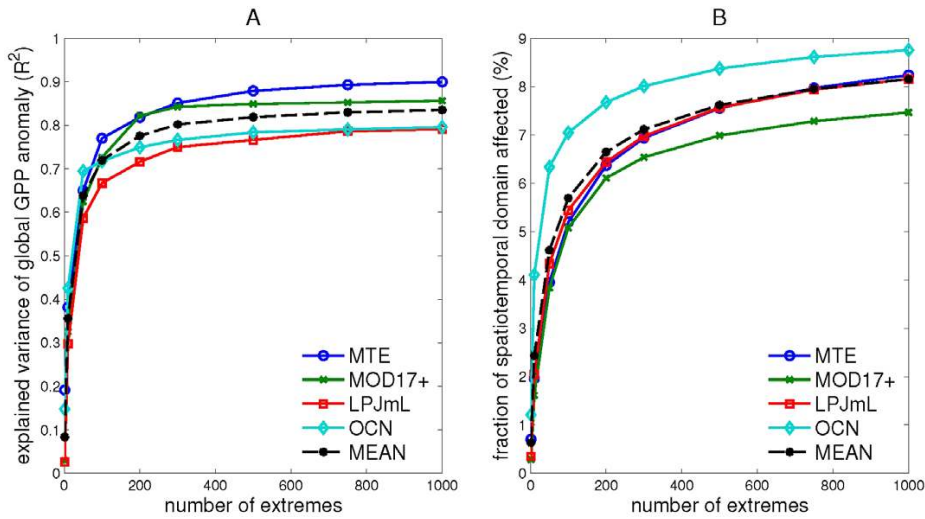 A
explained variance of global GPP anomaly (R²)
1
0.9
0.8
0.7
0.6
0.5
0.4
0.3
0.2
0.1
0
0 200 400 600 800 1000
number of extremes
MTE
MOD17+
LPJmL
OCN
MEAN
B
fraction of spatiotemporal domain affected (%)
9
8
7
6
5
4
3
2
1
0
0 200 400 600 800 1000
number of extremes
MTE
MOD17+
LPJmL
OCN
MEAN